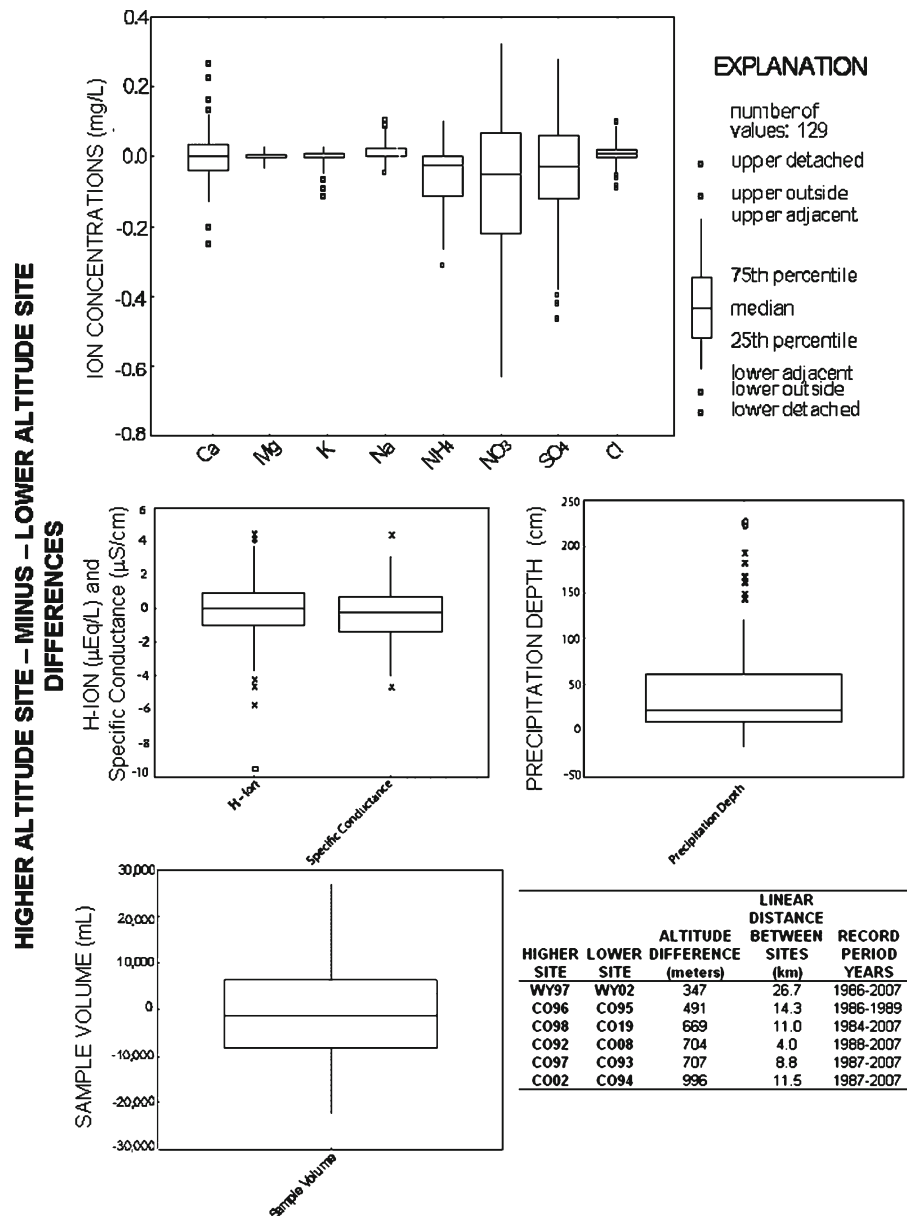 HIGHER ALTITUDE SITE – MINUS – LOWER ALTITUDE SITE
DIFFERENCES
ION CONCENTRATIONS (mg/L)
0.4
0.2
0.0
-0.2
-0.4
-0.6
-0.8
Ca
Mg
K
Na
NH4
NO3
SO4
Cl
EXPLANATION
number of
values: 129
upper detached
upper outside
upper adjacent
75th percentile
median
25th percentile
lower adjacent
lower outside
lower detached
H-ION (µEq/L) and
Specific Conductance (µS/cm)
6
4
2
0
-2
-4
-6
-8
-10
H - Ion
Specific Conductance
PRECIPITATION DEPTH (cm)
250
200
150
100
50
0
-50
Precipitation Depth
SAMPLE VOLUME (mL)
30,000
20,000
10,000
0
-10,000
-20,000
-30,000
Sample Volume
LINEAR
DISTANCE
ALTITUDE BETWEEN RECORD
HIGHER LOWER DIFFERENCE SITES PERIOD
SITE SITE (meters) (km) YEARS
WY97 WY02 347 26.7 1986-2007
CO96 CO95 491 14.3 1986-1989
CO98 CO19 669 11.0 1984-2007
CO92 CO08 704 4.0 1988-2007
CO97 CO93 707 8.8 1987-2007
CO02 CO94 996 11.5 1987-2007